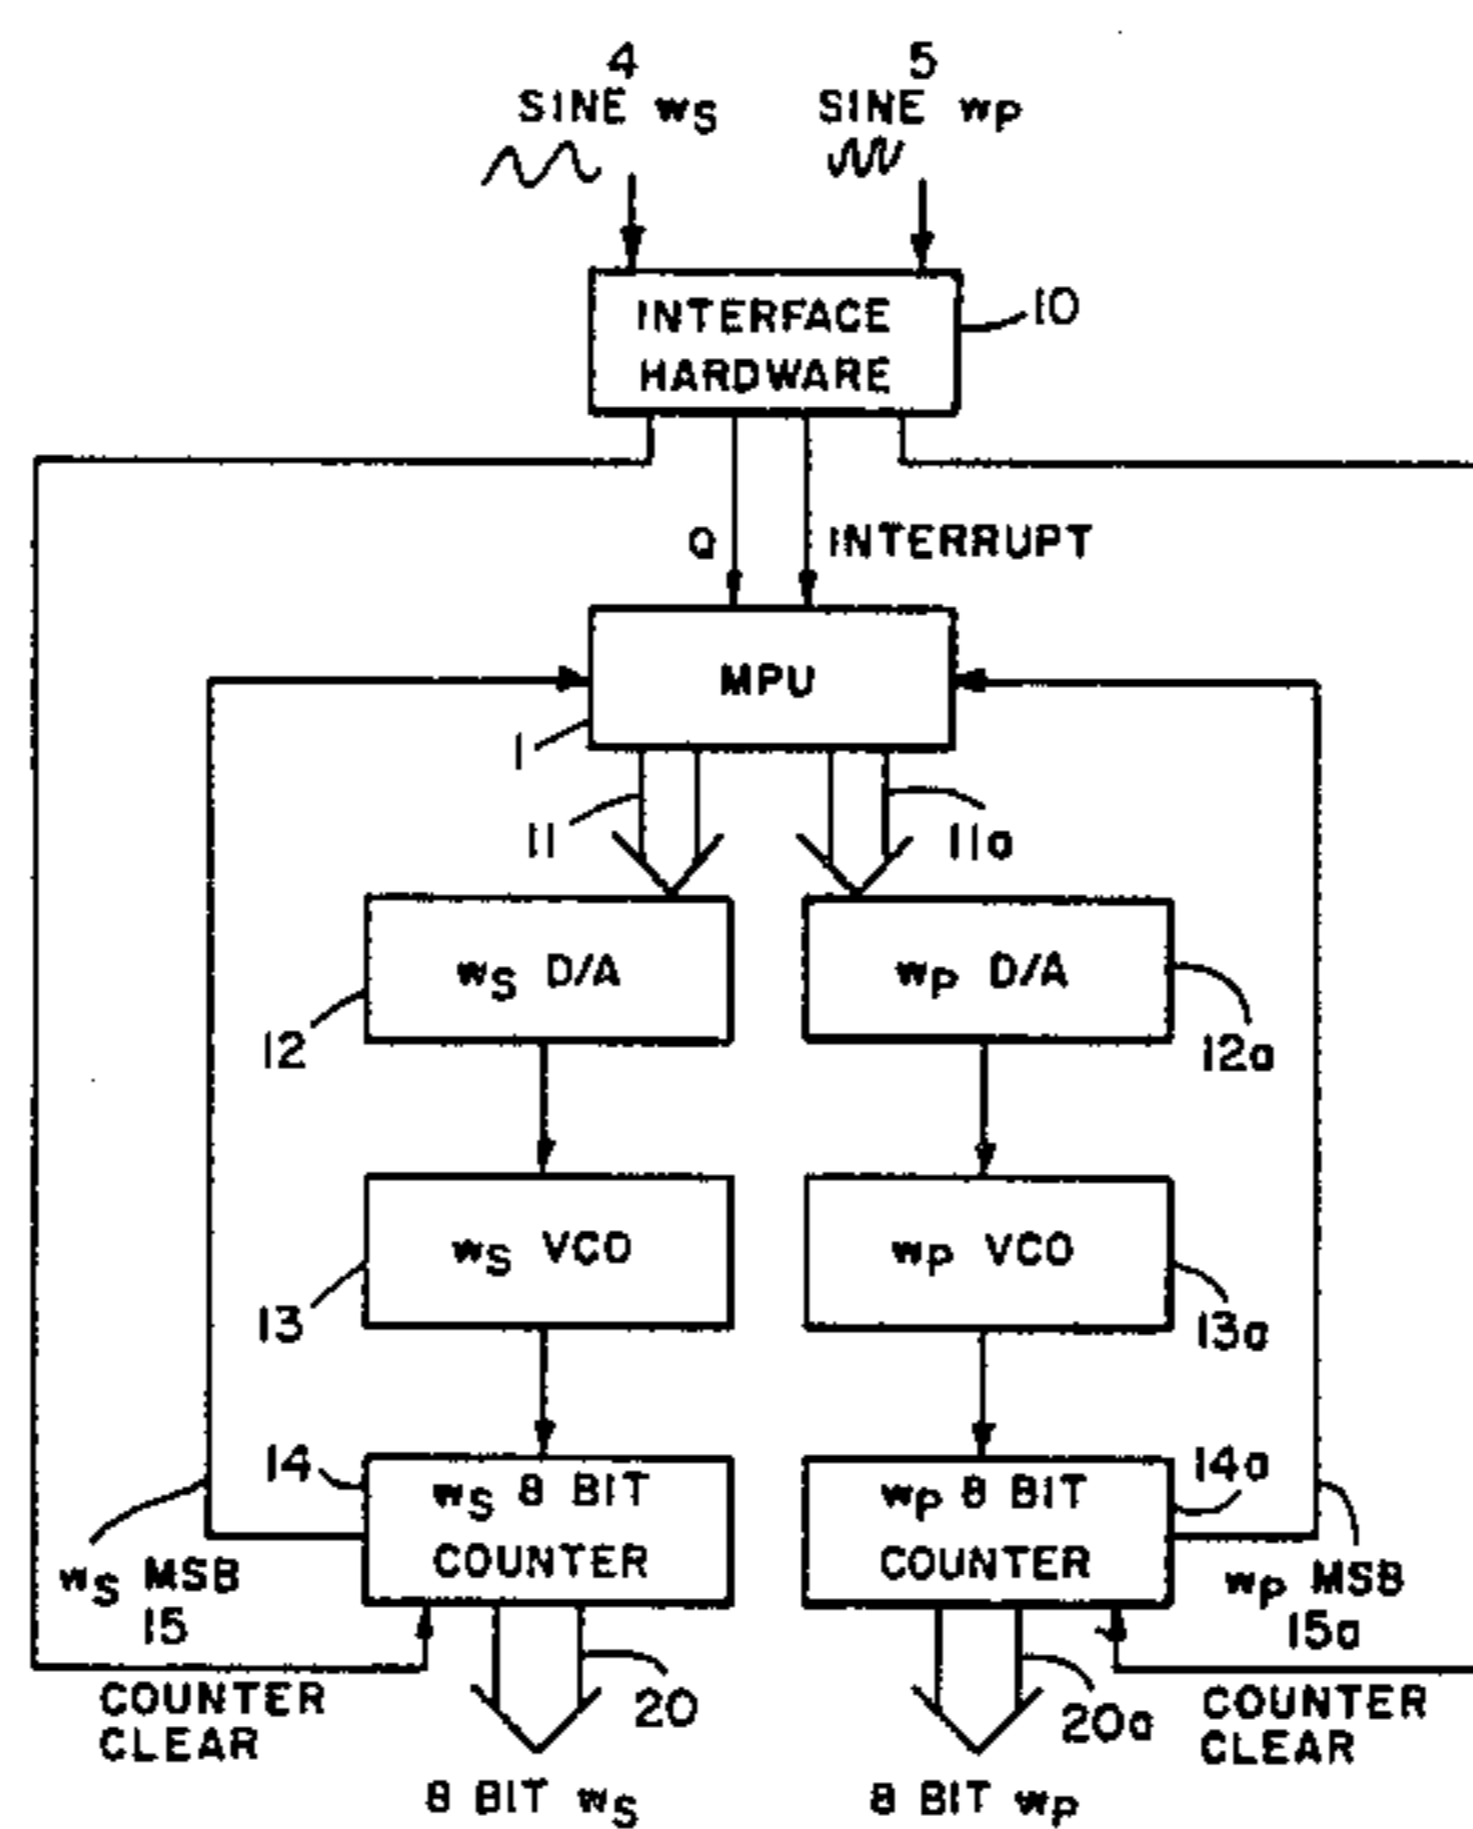 4
SINE wS
5
SINE wP
INTERFACE
HARDWARE
10
Q
INTERRUPT
MPU
1
11
11a
wS D/A
wP D/A
12
12a
wS VCO
wP VCO
13
13a
14
wS 8 BIT
COUNTER
wP 8 BIT
COUNTER
14a
wS MSB
15
wP MSB
15a
COUNTER
CLEAR
20
20a
COUNTER
CLEAR
8 BIT wS
8 BIT wP